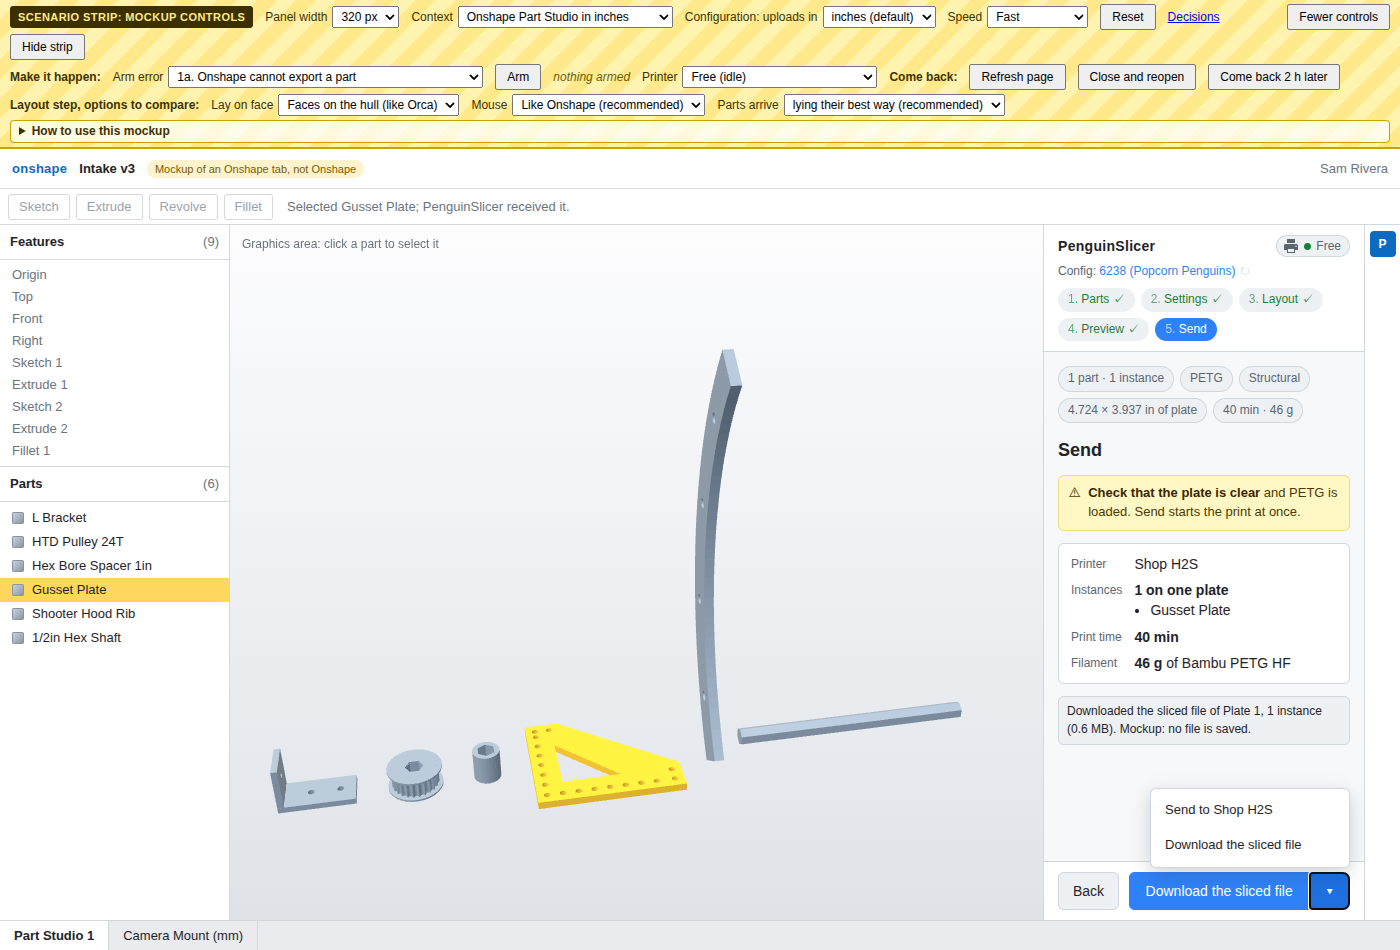 SCENARIO STRIP: MOCKUP CONTROLS Panel width 320 px Context Onshape Part Studio in inches Configuration: uploads in inches (default) Speed Fast Reset Decisions Fewer controls
Hide strip
Make it happen: Arm error 1a. Onshape cannot export a part Arm nothing armed Printer Free (idle) Come back: Refresh page Close and reopen Come back 2 h later
Layout step, options to compare: Lay on face Faces on the hull (like Orca) Mouse Like Onshape (recommended) Parts arrive lying their best way (recommended)
▶ How to use this mockup
onshape Intake v3 Mockup of an Onshape tab, not Onshape Sam Rivera
Sketch Extrude Revolve Fillet Selected Gusset Plate; PenguinSlicer received it.
Features (9)
Origin
Top
Front
Right
Sketch 1
Extrude 1
Sketch 2
Extrude 2
Fillet 1
Parts (6)
L Bracket
HTD Pulley 24T
Hex Bore Spacer 1in
Gusset Plate
Shooter Hood Rib
1/2in Hex Shaft
Graphics area: click a part to select it
PenguinSlicer Free
P
Config: 6238 (Popcorn Penguins)
1. Parts ✓ 2. Settings ✓ 3. Layout ✓
4. Preview ✓ 5. Send
1 part · 1 instance PETG Structural
4.724 × 3.937 in of plate 40 min · 46 g
Send
⚠ Check that the plate is clear and PETG is
loaded. Send starts the print at once.
Printer Shop H2S
Instances 1 on one plate
• Gusset Plate
Print time 40 min
Filament 46 g of Bambu PETG HF
Downloaded the sliced file of Plate 1, 1 instance
(0.6 MB). Mockup: no file is saved.
Send to Shop H2S
Download the sliced file
Back Download the sliced file ▼
Part Studio 1 Camera Mount (mm)